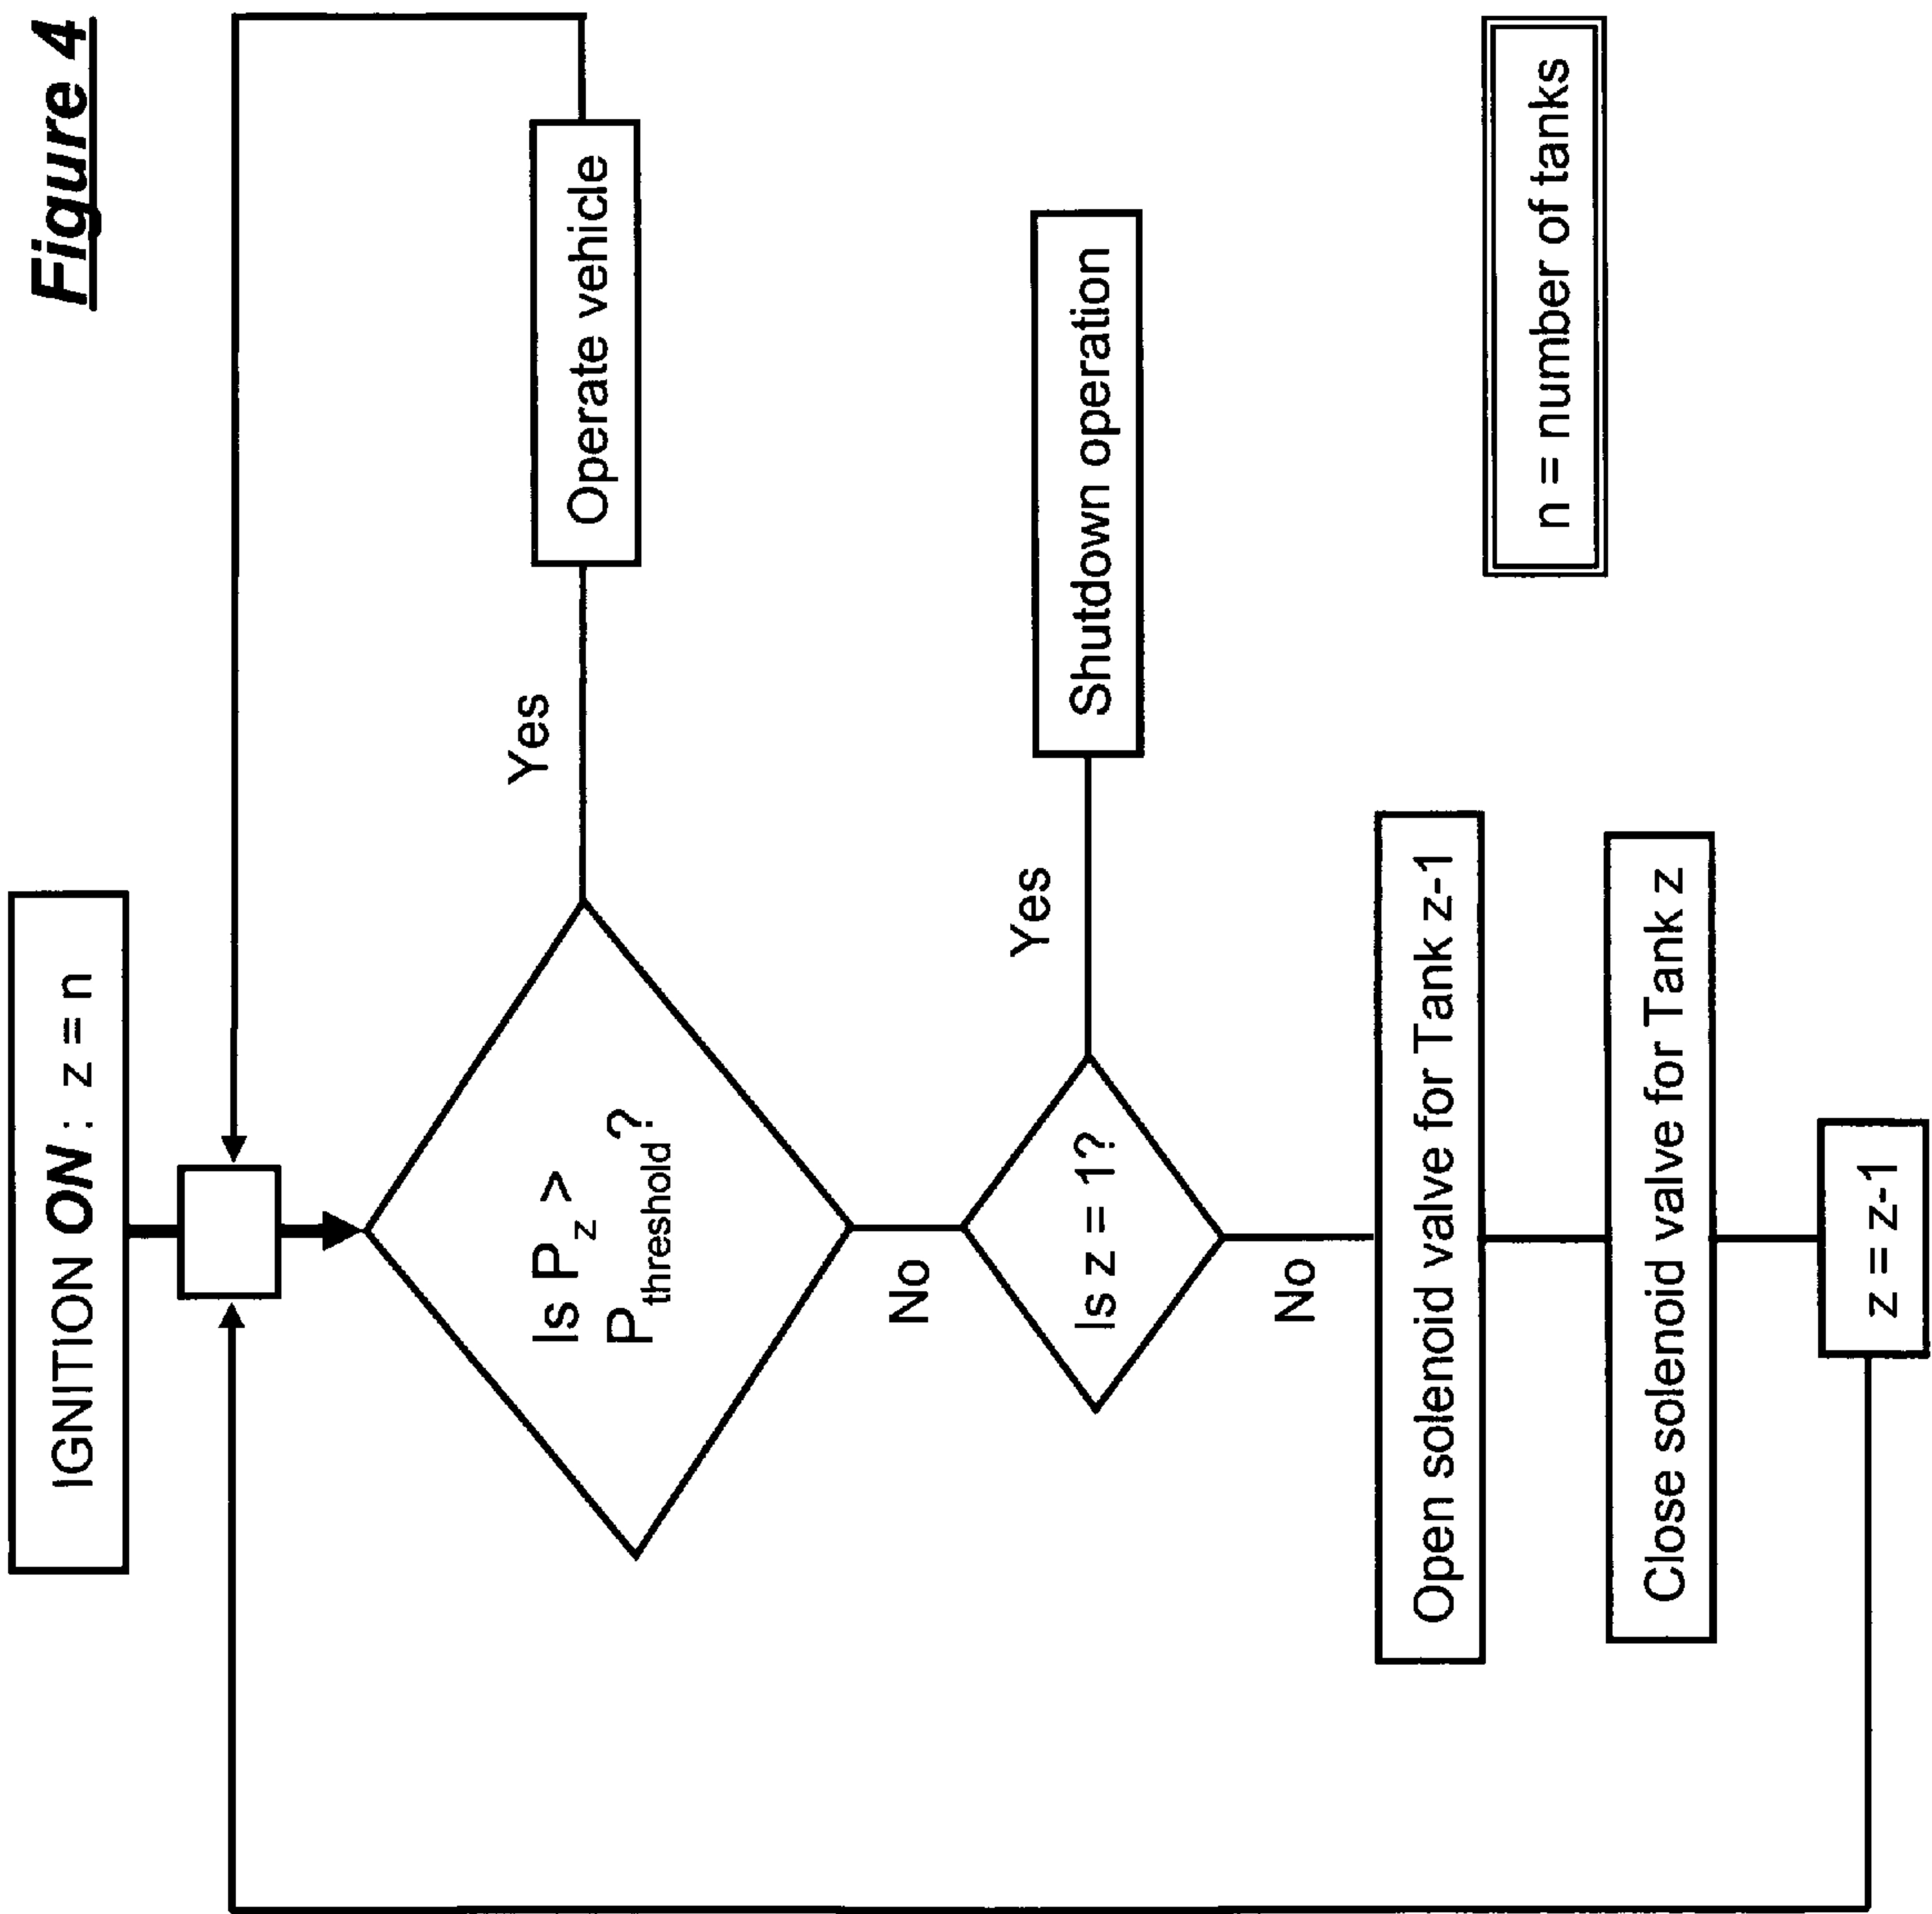 Figure 4
IGNITION ON: z = n
Is Pz >
Pthreshold?
Yes
Operate vehicle
No
Is z = 1?
Yes
Shutdown operation
No
Open solenoid valve for Tank z-1
Close solenoid valve for Tank z
z = z-1
n = number of tanks